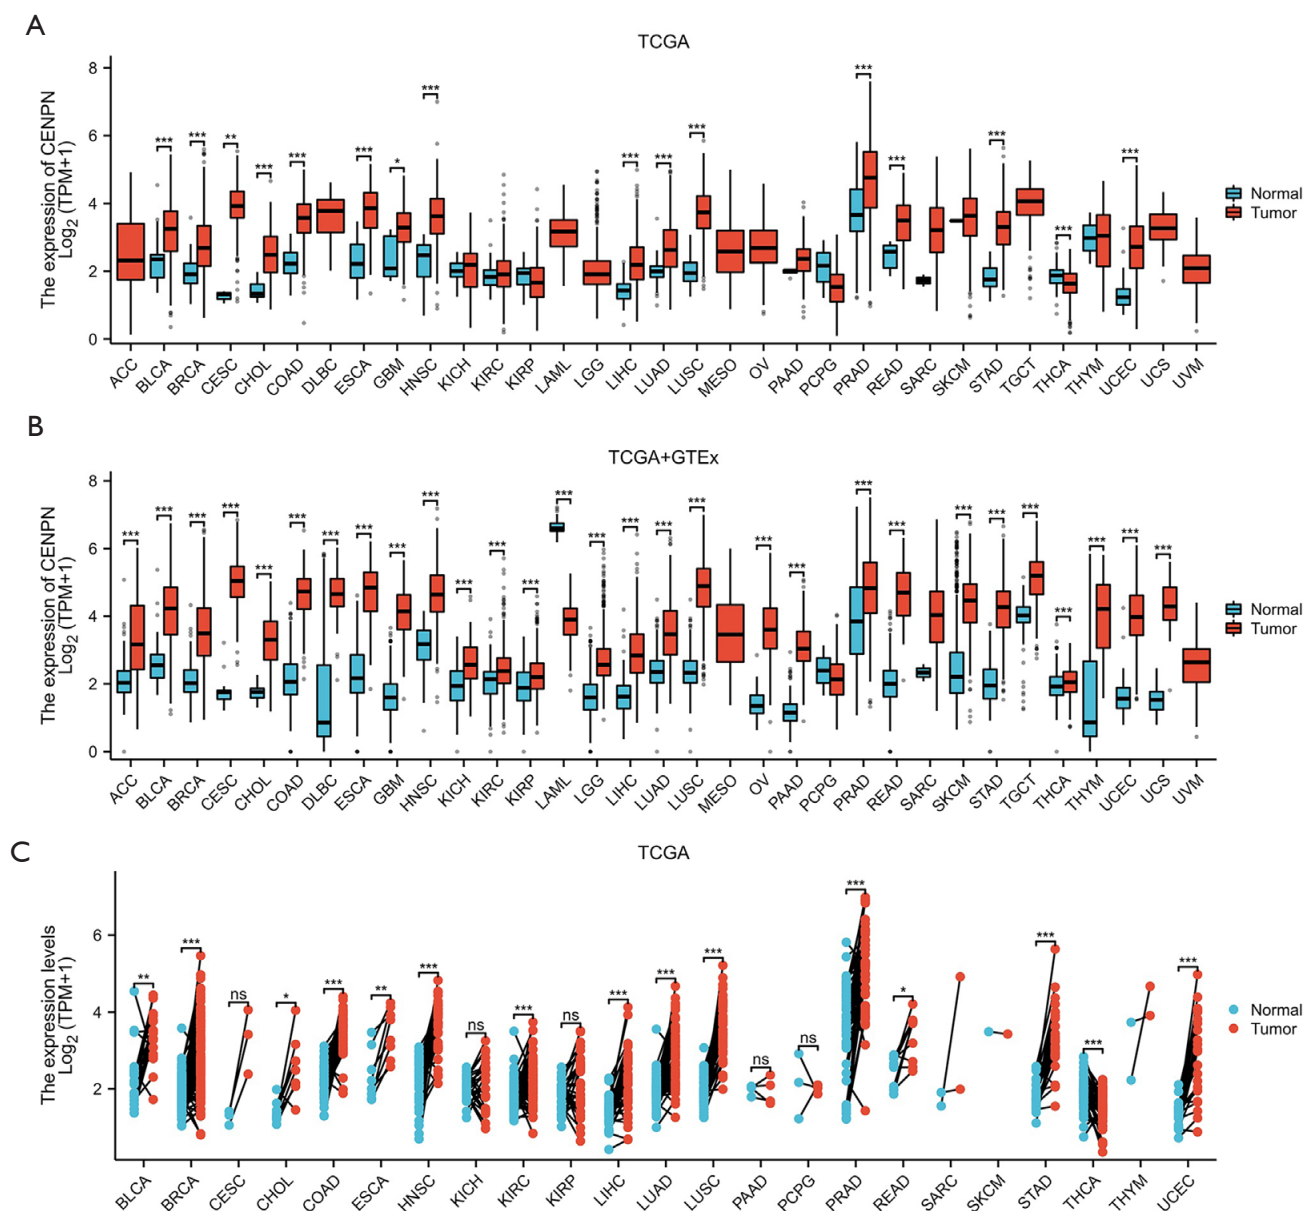 A
TCGA
The expression of CENPN
Log2 (TPM+1)
8
6
4
2
0
*** *** ** *** *** *** * *** *** *** *** *** *** *** *** ***
Normal
Tumor
ACC BLCA BRCA CESC CHOL COAD DLBC ESCA GBM HNSC KICH KIRC KIRP LAML LGG LIHC LUAD LUSC MESO OV PAAD PCPG PRAD READ SARC SKCM STAD TGCT THCA THYM UCEC UCS UVM
B
TCGA+GTEx
The expression of CENPN
Log2 (TPM+1)
8
6
4
2
0
*** *** *** *** *** *** *** *** *** *** *** *** *** *** *** *** *** *** *** *** *** *** *** *** *** *** *** *** ***
Normal
Tumor
ACC BLCA BRCA CESC CHOL COAD DLBC ESCA GBM HNSC KICH KIRC KIRP LAML LGG LIHC LUAD LUSC MESO OV PAAD PCPG PRAD READ SARC SKCM STAD TGCT THCA THYM UCEC UCS UVM
C
TCGA
The expression levels
Log2 (TPM+1)
6
4
2
** *** ns * *** ** *** ns *** ns *** *** *** ns ns *** * *** *** ***
Normal
Tumor
BLCA BRCA CESC CHOL COAD ESCA HNSC KICH KIRC KIRP LIHC LUAD LUSC PAAD PCPG PRAD READ SARC SKCM STAD THCA THYM UCEC